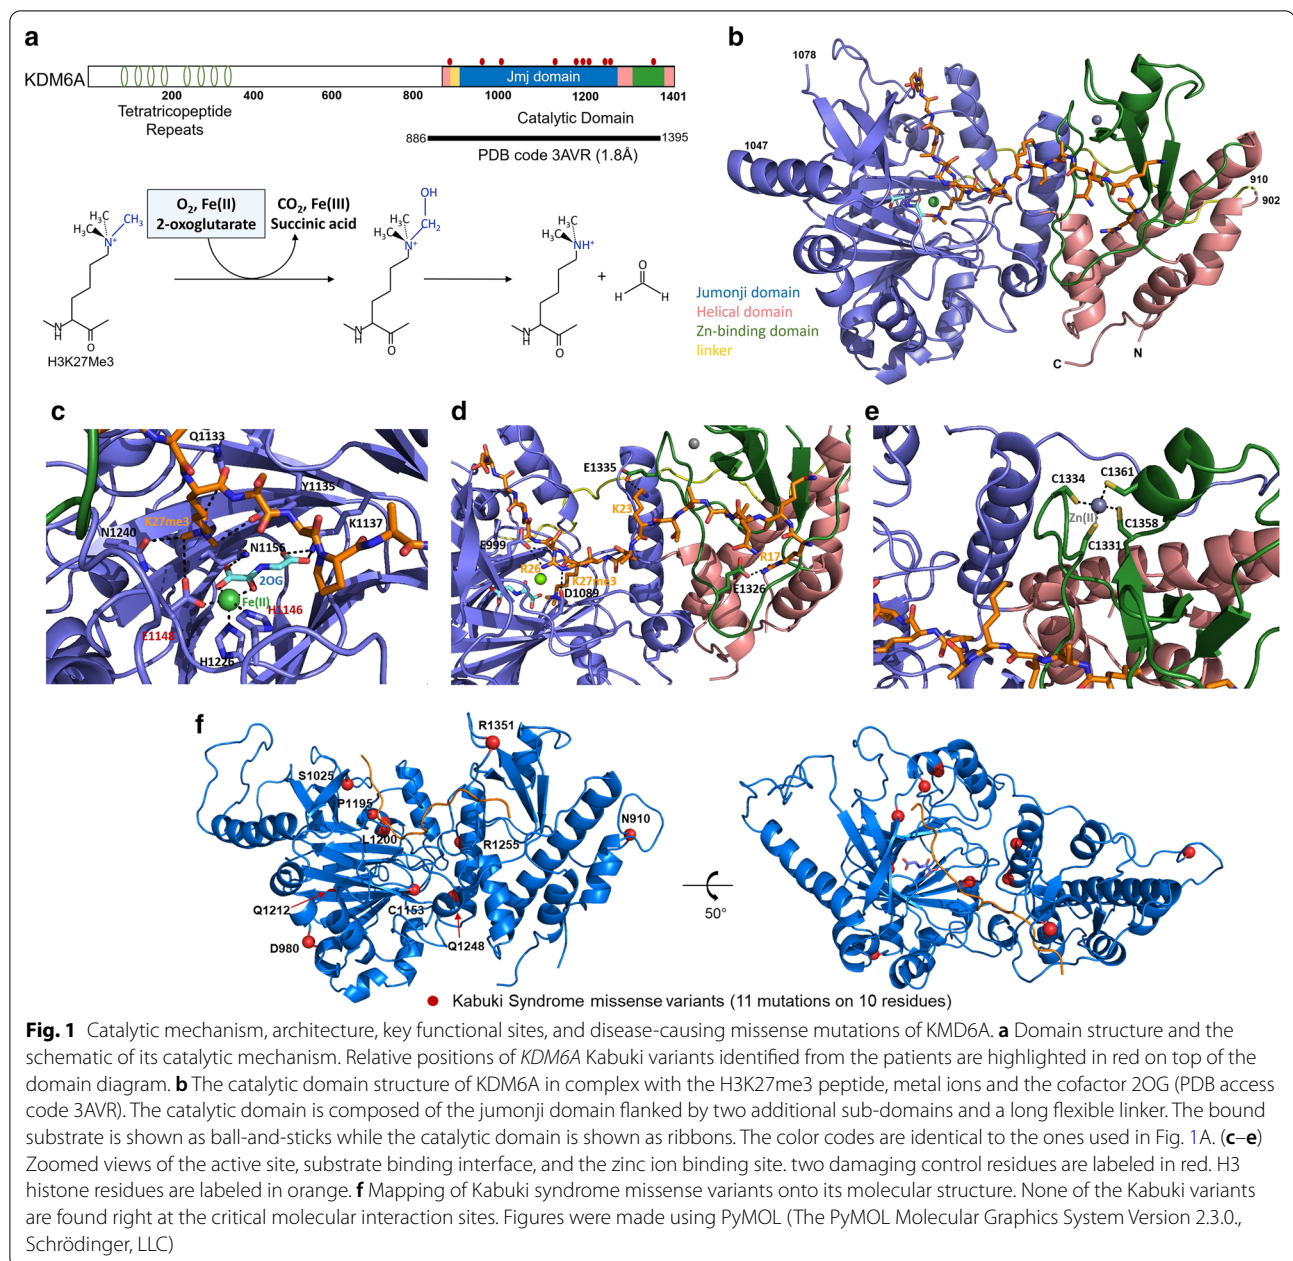 a
KDM6A
Jmj domain
200
400
600
800
1000
1200
1401
Tetratricopeptide
Repeats
Catalytic Domain
886
1395
PDB code 3AVR (1.8Å)
O2, Fe(II)
2-oxoglutarate
CO2, Fe(III)
Succinic acid
H3C
H3C
CH3
N+
N
H
O
H3K27Me3
OH
H3C
H3C
CH2
N+
N
H
O
H3C
H3C
NH+
N
H
O
+
O
H
H
b
1078
1047
910
902
N
C
Jumonji domain
Helical domain
Zn-binding domain
linker
c
Q1133
Y1135
K27me3
K1137
N1240
N1156
2OG
Fe(II)
H1146
E1148
H1226
d
E1335
K23
E999
R26
K27me3
D1089
R17
E1326
e
C1361
C1334
Zn(II)
C1358
C1331
f
R1351
S1025
P1195
L1200
R1255
N910
Q1212
C1153
D980
Q1248
50°
Kabuki Syndrome missense variants (11 mutations on 10 residues)
Fig. 1 Catalytic mechanism, architecture, key functional sites, and disease-causing missense mutations of KMD6A. a Domain structure and the
schematic of its catalytic mechanism. Relative positions of KDM6A Kabuki variants identified from the patients are highlighted in red on top of the
domain diagram. b The catalytic domain structure of KDM6A in complex with the H3K27me3 peptide, metal ions and the cofactor 2OG (PDB access
code 3AVR). The catalytic domain is composed of the jumonji domain flanked by two additional sub-domains and a long flexible linker. The bound
substrate is shown as ball-and-sticks while the catalytic domain is shown as ribbons. The color codes are identical to the ones used in Fig. 1A. (c–e)
Zoomed views of the active site, substrate binding interface, and the zinc ion binding site. two damaging control residues are labeled in red. H3
histone residues are labeled in orange. f Mapping of Kabuki syndrome missense variants onto its molecular structure. None of the Kabuki variants
are found right at the critical molecular interaction sites. Figures were made using PyMOL (The PyMOL Molecular Graphics System Version 2.3.0.,
Schrödinger, LLC)